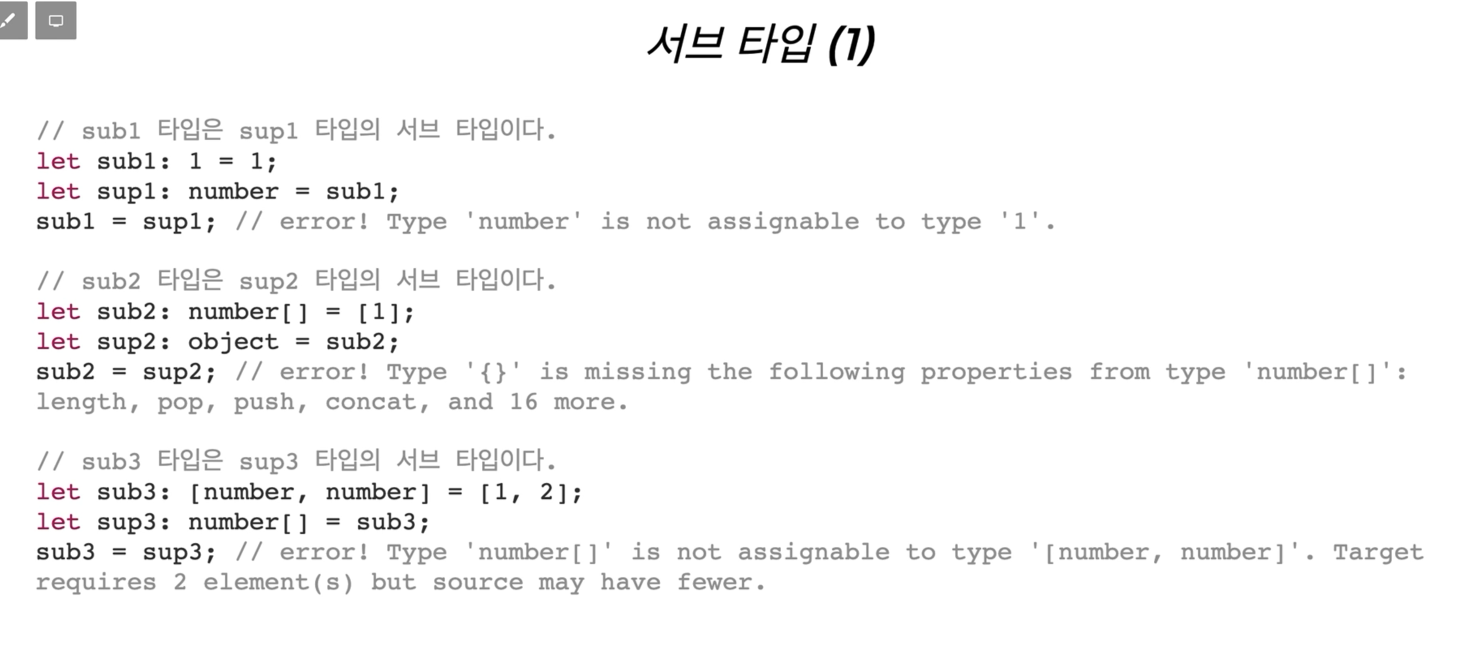 서브 타입 (1)
// sub1 타입은 sup1 타입의 서브 타입이다.
let sub1: 1 = 1;
let sup1: number = sub1;
sub1 = sup1; // error! Type 'number' is not assignable to type '1'.
// sub2 타입은 sup2 타입의 서브 타입이다.
let sub2: number[] = [1];
let sup2: object = sub2;
sub2 = sup2; // error! Type '{}' is missing the following properties from type 'number[]':
length, pop, push, concat, and 16 more.
// sub3 타입은 sup3 타입의 서브 타입이다.
let sub3: [number, number] = [1, 2];
let sup3: number[] = sub3;
sub3 = sup3; // error! Type 'number[]' is not assignable to type '[number, number]'. Target
requires 2 element(s) but source may have fewer.